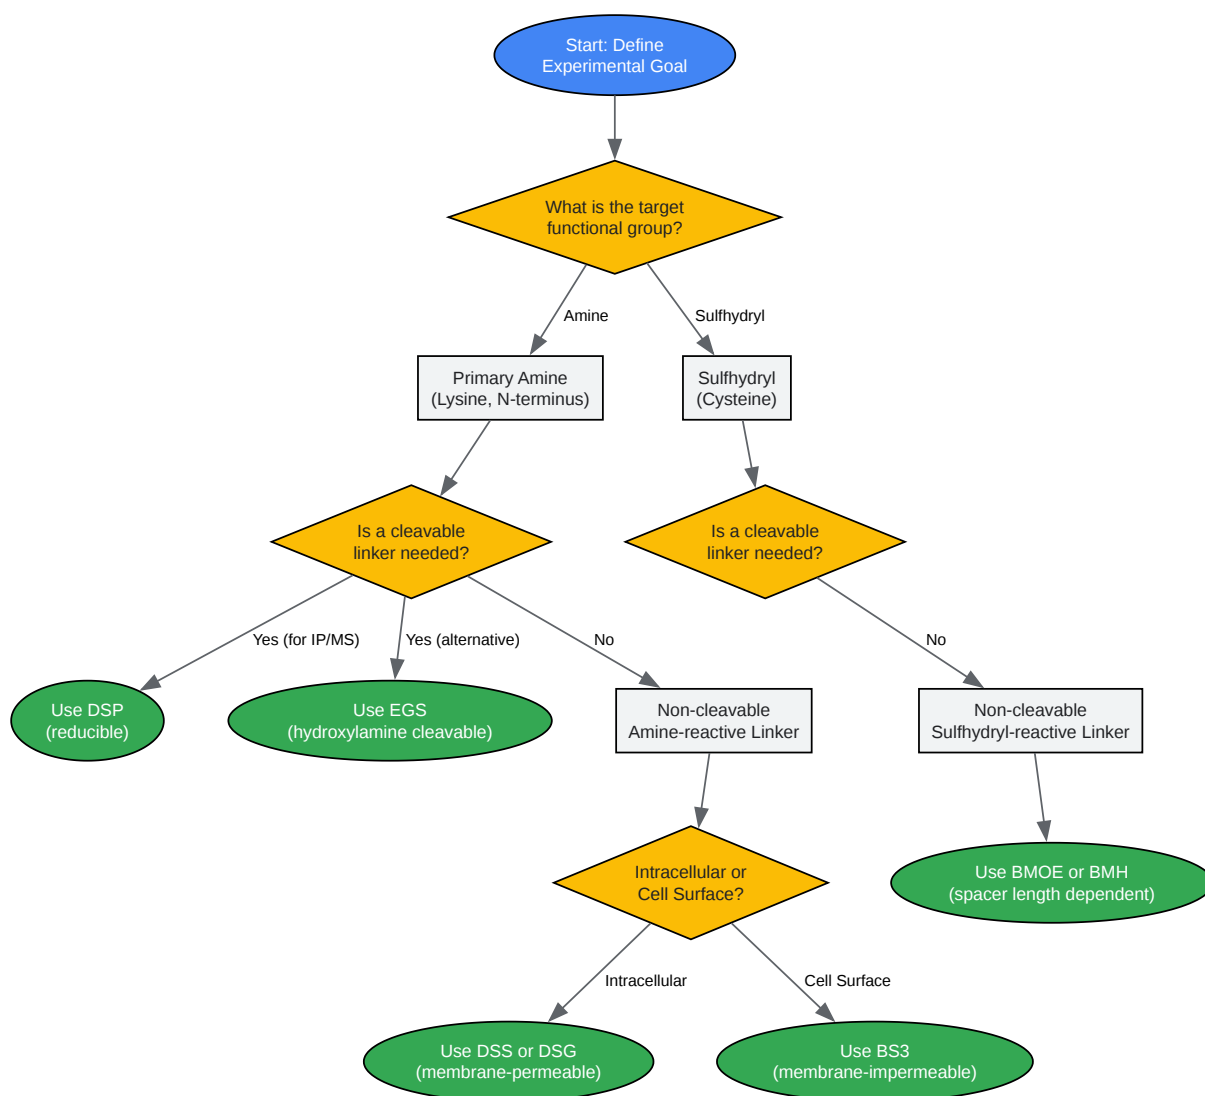 Start: Define
Experimental Goal
What is the target
functional group?
Amine
Sulfhydryl
Primary Amine
(Lysine, N-terminus)
Sulfhydryl
(Cysteine)
Is a cleavable
linker needed?
Is a cleavable
linker needed?
Yes (for IP/MS)
Yes (alternative)
No
No
Use DSP
(reducible)
Use EGS
(hydroxylamine cleavable)
Non-cleavable
Amine-reactive Linker
Non-cleavable
Sulfhydryl-reactive Linker
Intracellular or
Cell Surface?
Use BMOE or BMH
(spacer length dependent)
Intracellular
Cell Surface
Use DSS or DSG
(membrane-permeable)
Use BS3
(membrane-impermeable)